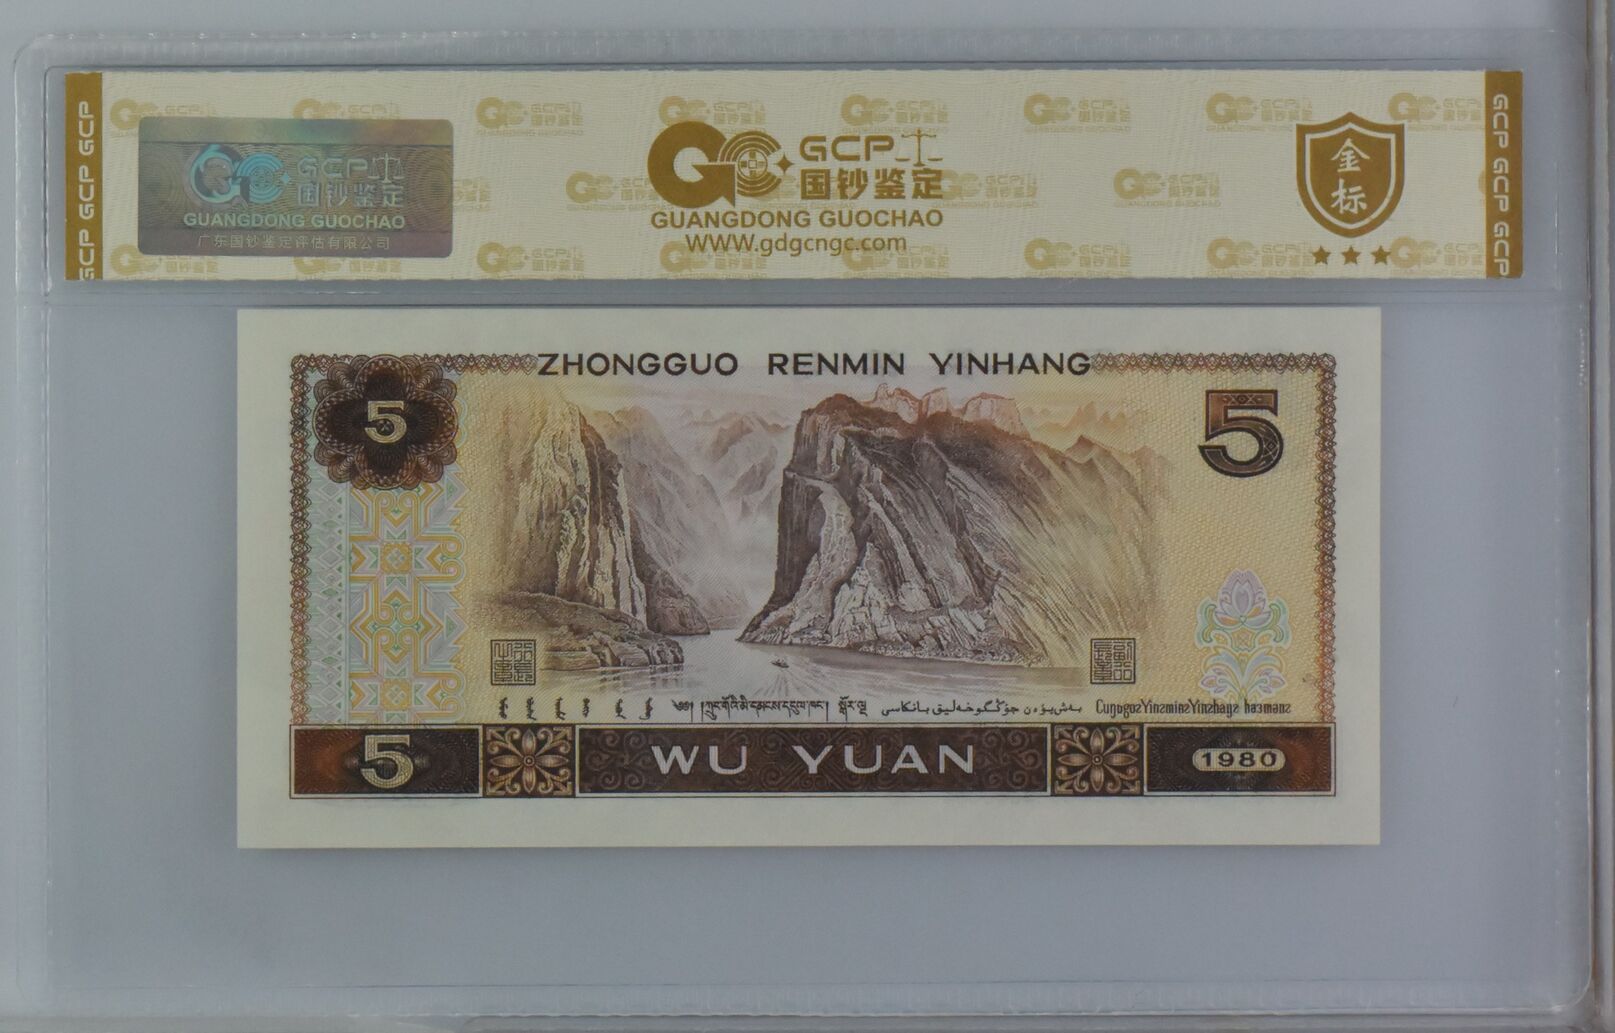 GCP GCP GCP
GCP 国钞鉴定
GUANGDONG GUOCHAO
广东国钞鉴定评估有限公司
GCP
国钞鉴定
GUANGDONG GUOCHAO
WWW.gdgcngc.com
金
标
GCP GCP GCP
ZHONGGUO RENMIN YINHANG
5
5
5 WU YUAN 1980